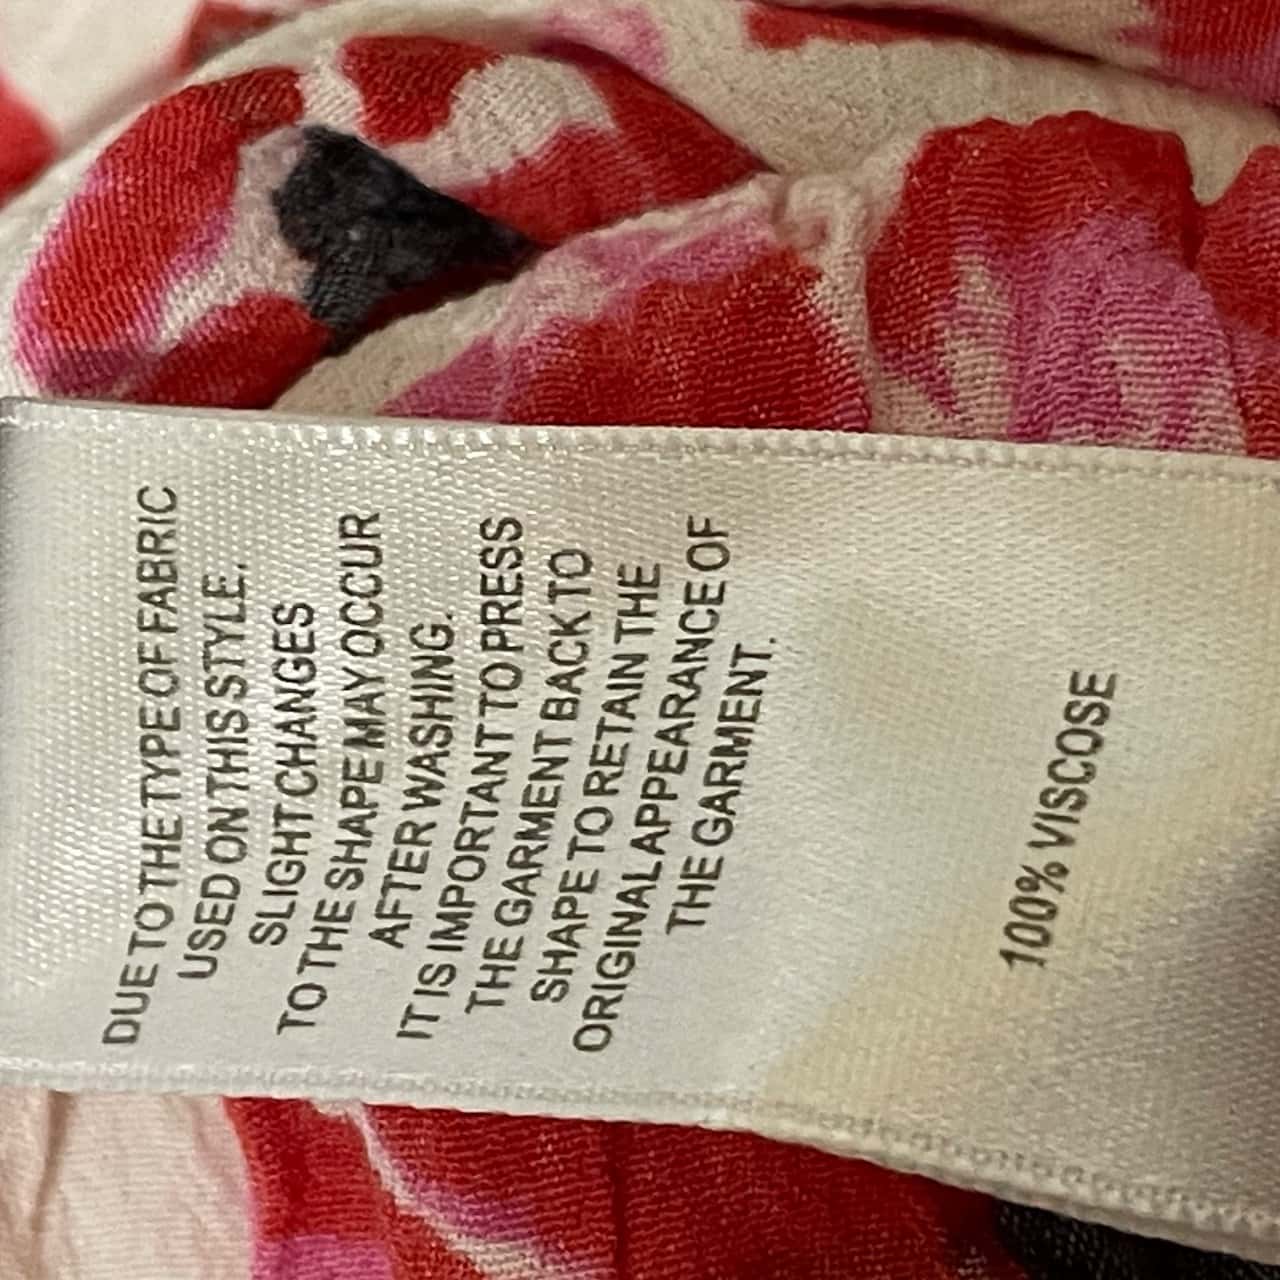 DUE TO THE TYPE OF FABRIC
USED ON THIS STYLE,
SLIGHT CHANGES
TO THE SHAPE MAY OCCUR
AFTER WASHING.
IT IS IMPORTANT TO PRESS
THE GARMENT BACK TO
SHAPE TO RETAIN THE
ORIGINAL APPEARANCE OF
THE GARMENT.
100% VISCOSE